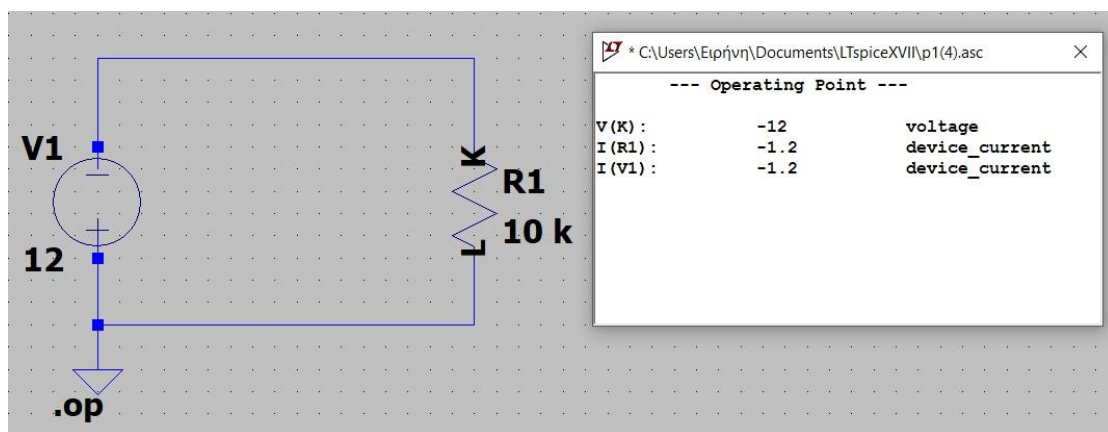 V1
12
K
R1
10 k
L
.op
* C:\Users\Ειρήνη\Documents\LTspiceXVII\p1(4).asc
--- Operating Point ---
V(K): -12 voltage
I(R1): -1.2 device_current
I(V1): -1.2 device_current